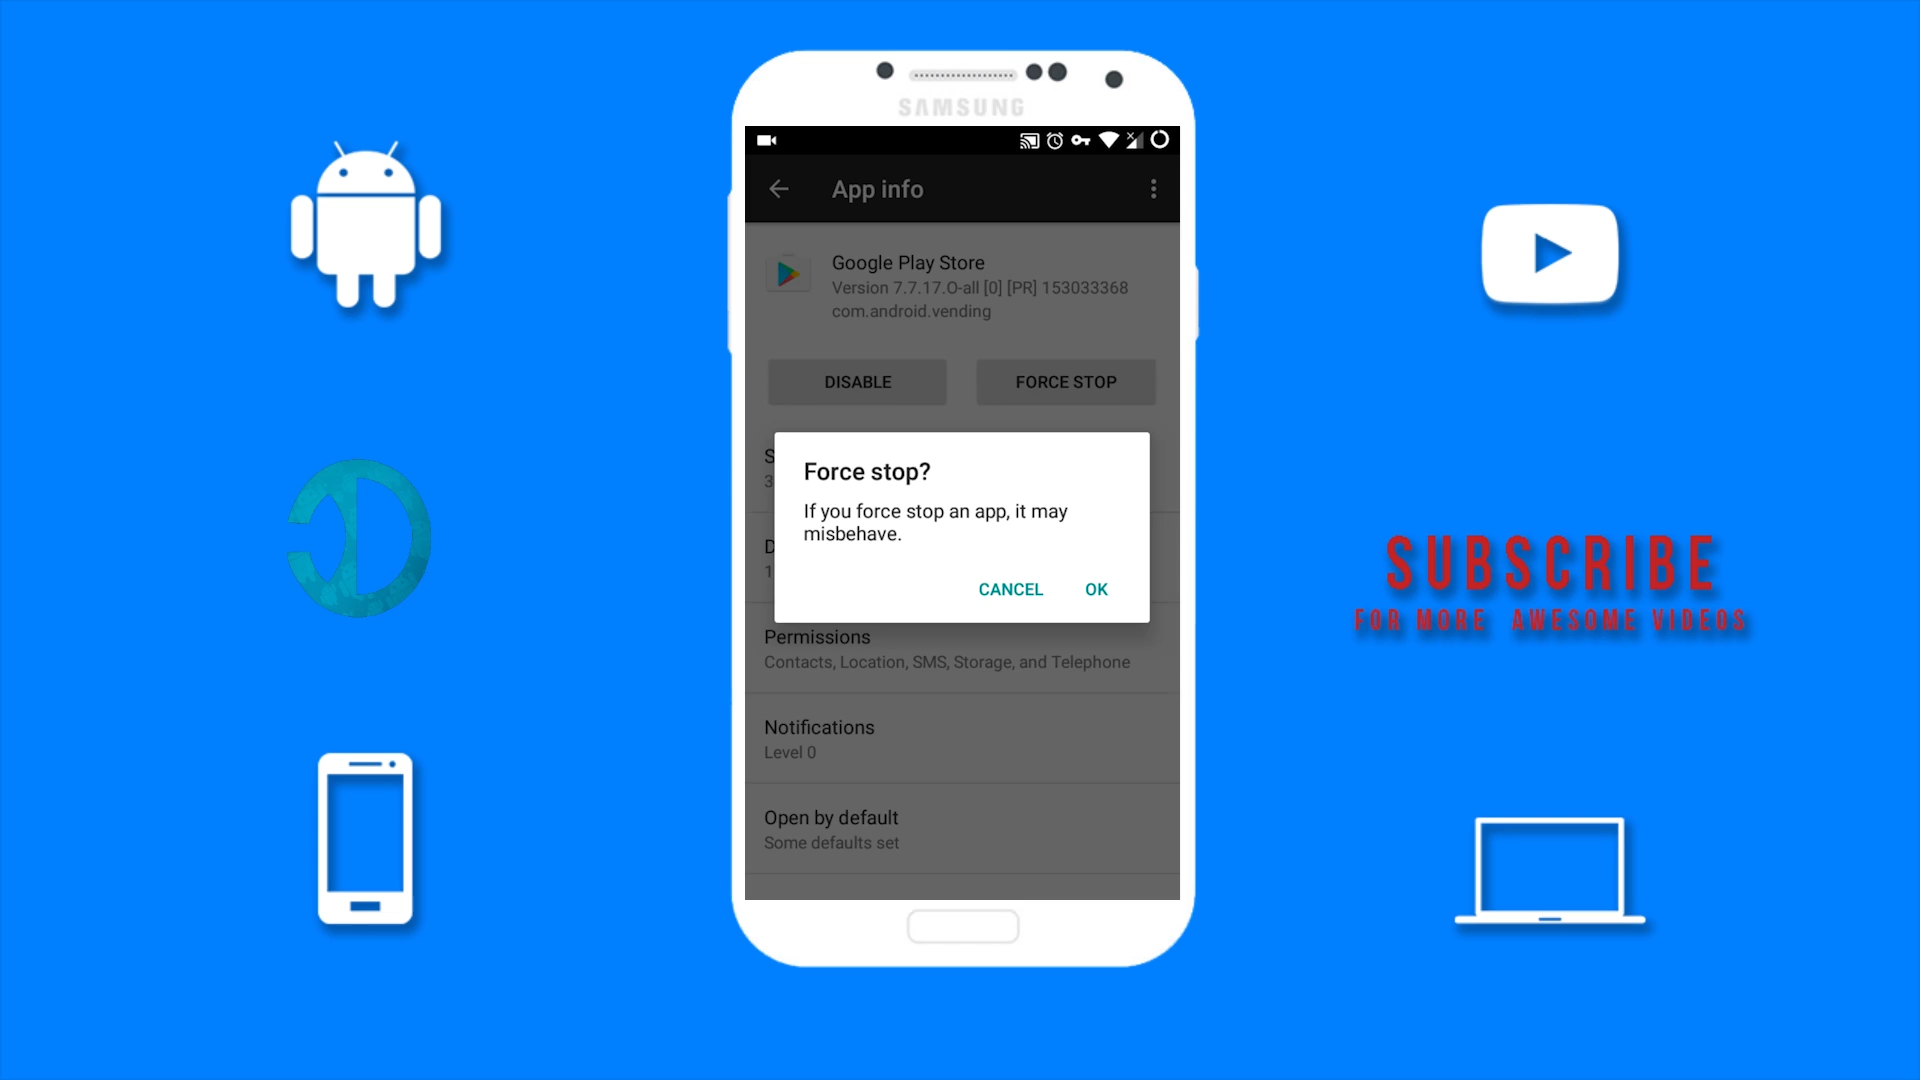 SAMSUNG
App info
Google Play Store
Version 7.7.17.O-all [0] [PR] 153033368
com.android.vending
DISABLE
FORCE STOP
S
3
Force stop?
If you force stop an app, it may
misbehave.
D
1
CANCEL
OK
Permissions
Contacts, Location, SMS, Storage, and Telephone
Notifications
Level 0
Open by default
Some defaults set
SUBSCRIBE
FOR MORE AWESOME VIDEOS